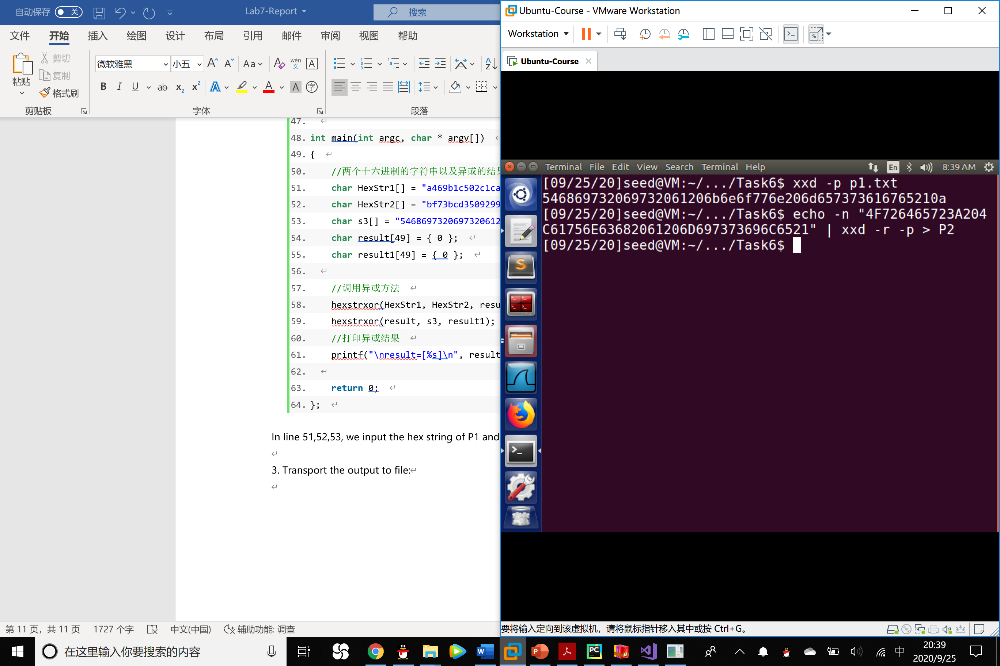 自动保存 关 Lab7-Report 搜索
文件 开始 插入 绘图 设计 布局 引用 邮件 审阅 视图 帮助
粘贴
剪切
复制
格式刷
剪贴板
微软雅黑 小五
字体
段落
47.
48. int main(int argc, char * argv[])
49. {
50. //两个十六进制的字符串以及异或的结果
51. char HexStr1[] = "a469b1c502c1ca
52. char HexStr2[] = "bf73bcd3509299
53. char s3[] = "5468697320697320612
54. char result[49] = { 0 };
55. char result1[49] = { 0 };
56.
57. //调用异或方法
58. hexstrxor(HexStr1, HexStr2, resu
59. hexstrxor(result, s3, result1);
60. //打印异或结果
61. printf("\nresult=[%s]\n", result
62.
63. return 0;
64. };
In line 51,52,53, we input the hex string of P1 and
3. Transport the output to file:
第 11 页，共 11 页 1727 个字 中文(中国) 辅助功能: 调查
Ubuntu-Course - VMware Workstation
Workstation
Ubuntu-Course
Terminal File Edit View Search Terminal Help En 8:39 AM
[09/25/20]seed@VM:~/.../Task6$ xxd -p p1.txt
546869732069732061206b6e6f776e206d657373616765210a
[09/25/20]seed@VM:~/.../Task6$ echo -n "4F726465723A204
C61756E63682061206D697373696C6521" | xxd -r -p > P2
[09/25/20]seed@VM:~/.../Task6$
要将输入定向到该虚拟机，请将鼠标指针移入其中或按 Ctrl+G。
在这里输入你要搜索的内容
中
20:39
2020/9/25